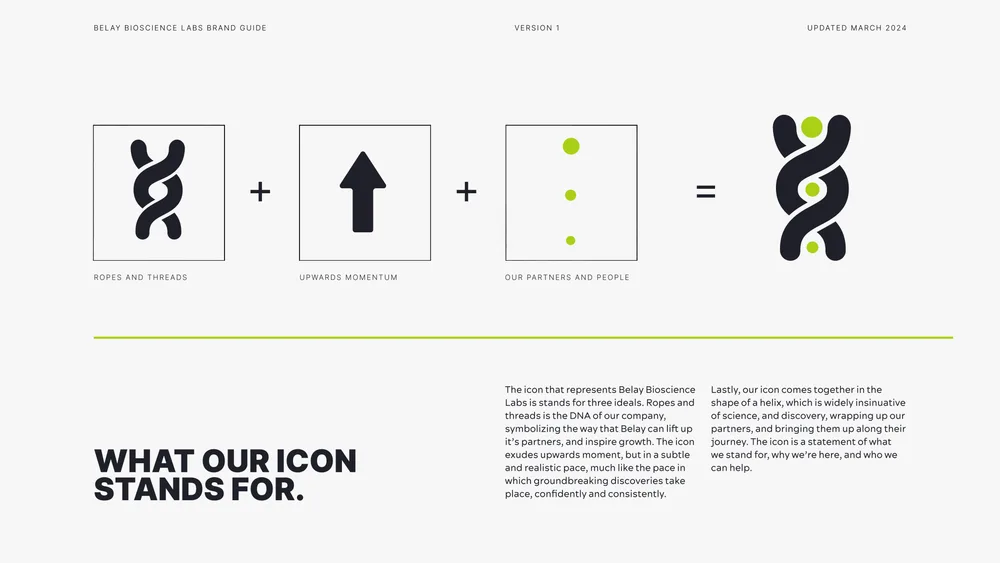 BELAY BIOSCIENCE LABS BRAND GUIDE
VERSION 1
UPDATED MARCH 2024
+
+
=
ROPES AND THREADS
UPWARDS MOMENTUM
OUR PARTNERS AND PEOPLE
WHAT OUR ICON
STANDS FOR.
The icon that represents Belay Bioscience
Labs is stands for three ideals. Ropes and
threads is the DNA of our company,
symbolizing the way that Belay can lift up
it's partners, and inspire growth. The icon
exudes upwards moment, but in a subtle
and realistic pace, much like the pace in
which groundbreaking discoveries take
place, confidently and consistently.
Lastly, our icon comes together in the
shape of a helix, which is widely insinuative
of science, and discovery, wrapping up our
partners, and bringing them up along their
journey. The icon is a statement of what
we stand for, why we're here, and who we
can help.